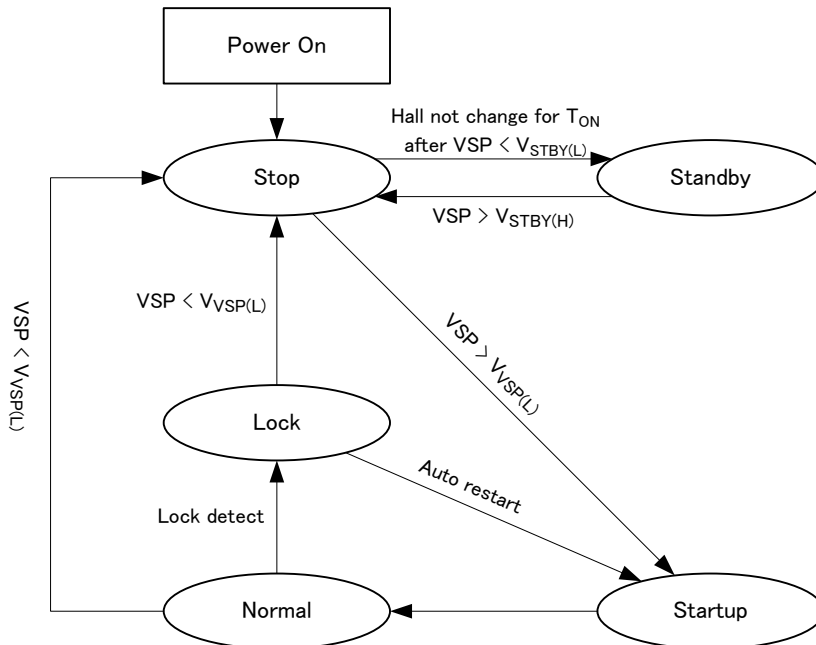 Power On
Hall not change for TON
after VSP < VSTBY(L)
Stop
Standby
VSP > VSTBY(H)
VSP < VVSP(L)
VSP < VVSP(L)
VSP > VVSP(L)
Lock
Auto restart
Lock detect
Normal
Startup